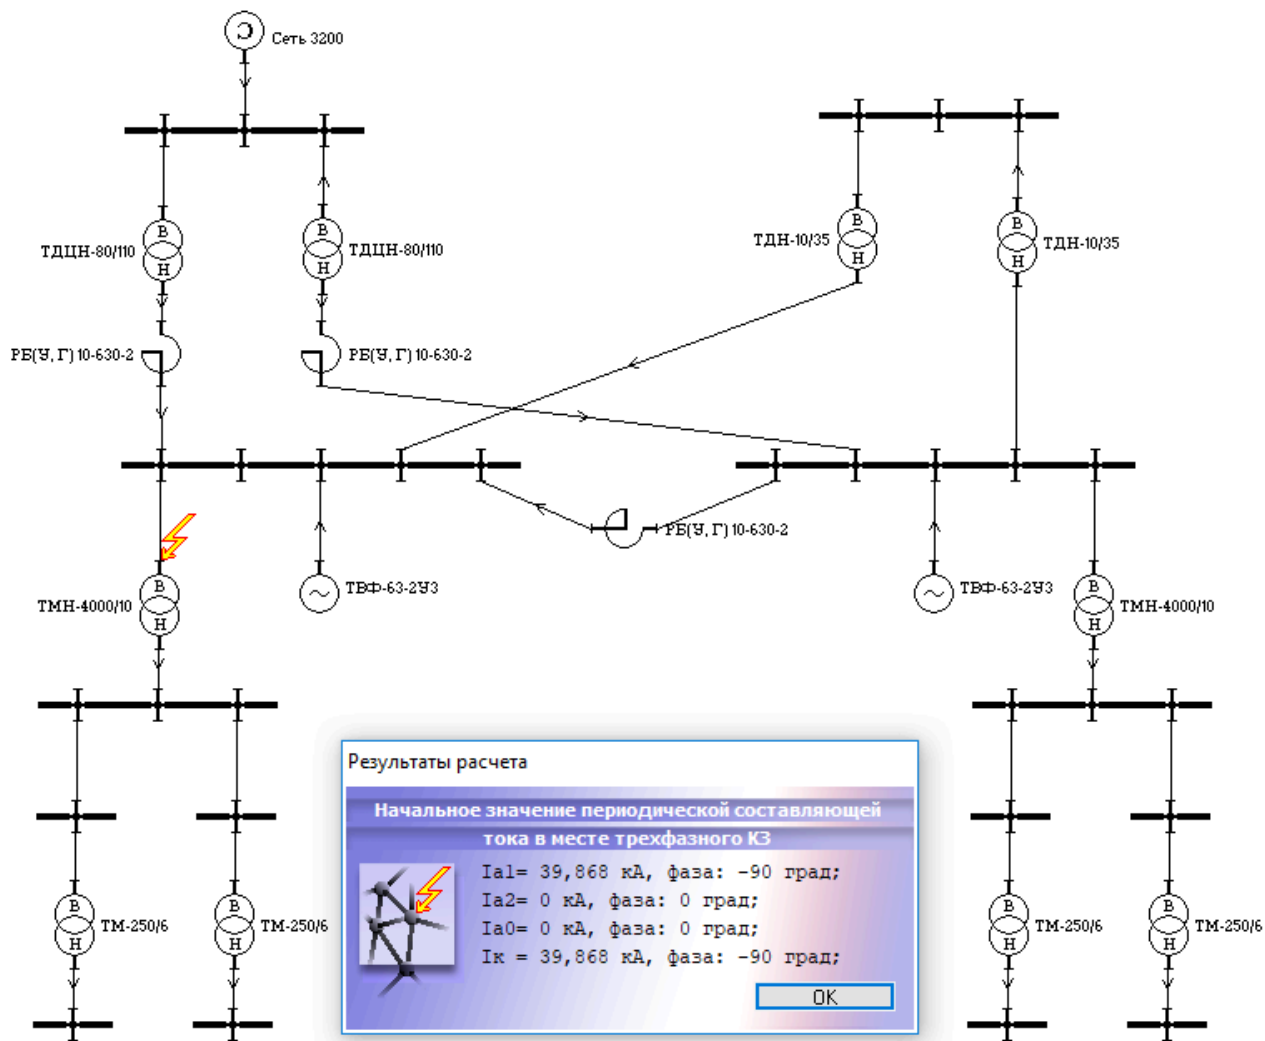 С
Сеть 3200
В
Н
ТДЦН-80/110
В
Н
ТДЦН-80/110
ТДН-10/35
В
Н
В
Н
ТДН-10/35
РБ(У,Г) 10-630-2
РБ(У,Г) 10-630-2
РБ(У,Г) 10-630-2
ТМН-4000/10
В
Н
ТВФ-63-2У3
ТВФ-63-2У3
В
Н
ТМН-4000/10
Результаты расчета
Начальное значение периодической составляющей
тока в месте трехфазного КЗ
Iа1= 39,868 кА, фаза: -90 град;
Iа2= 0 кА, фаза: 0 град;
Iа0= 0 кА, фаза: 0 град;
Iк = 39,868 кА, фаза: -90 град;
OK
В
Н
ТМ-250/6
В
Н
ТМ-250/6
В
Н
ТМ-250/6
В
Н
ТМ-250/6